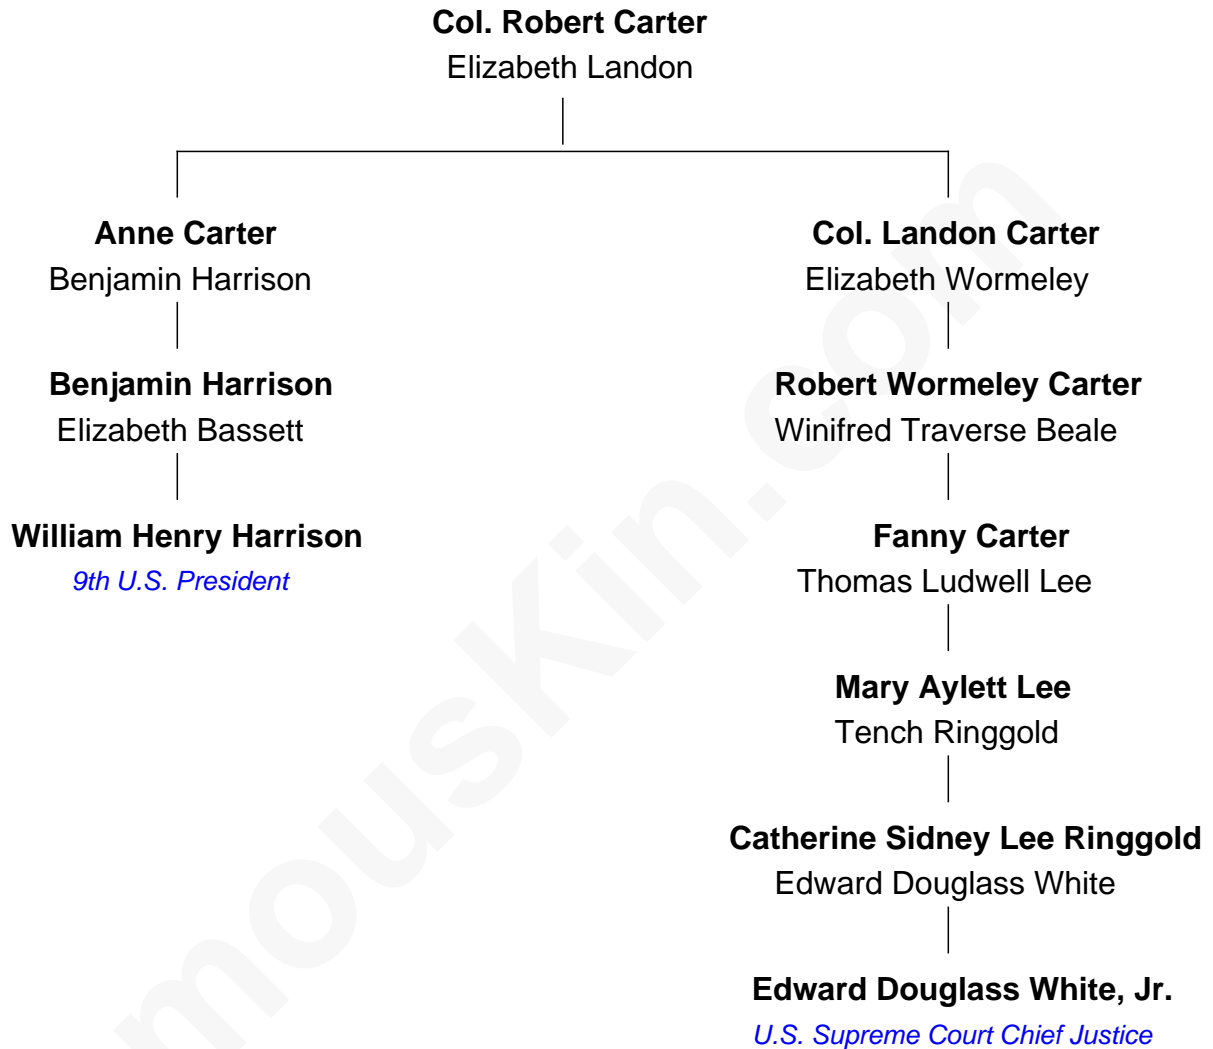 Col. Robert Carter
Elizabeth Landon
Anne Carter
Benjamin Harrison
Col. Landon Carter
Elizabeth Wormeley
Benjamin Harrison
Elizabeth Bassett
Robert Wormeley Carter
Winifred Traverse Beale
William Henry Harrison
9th U.S. President
Fanny Carter
Thomas Ludwell Lee
Mary Aylett Lee
Tench Ringgold
Catherine Sidney Lee Ringgold
Edward Douglass White
Edward Douglass White, Jr.
U.S. Supreme Court Chief Justice
mousKin.com